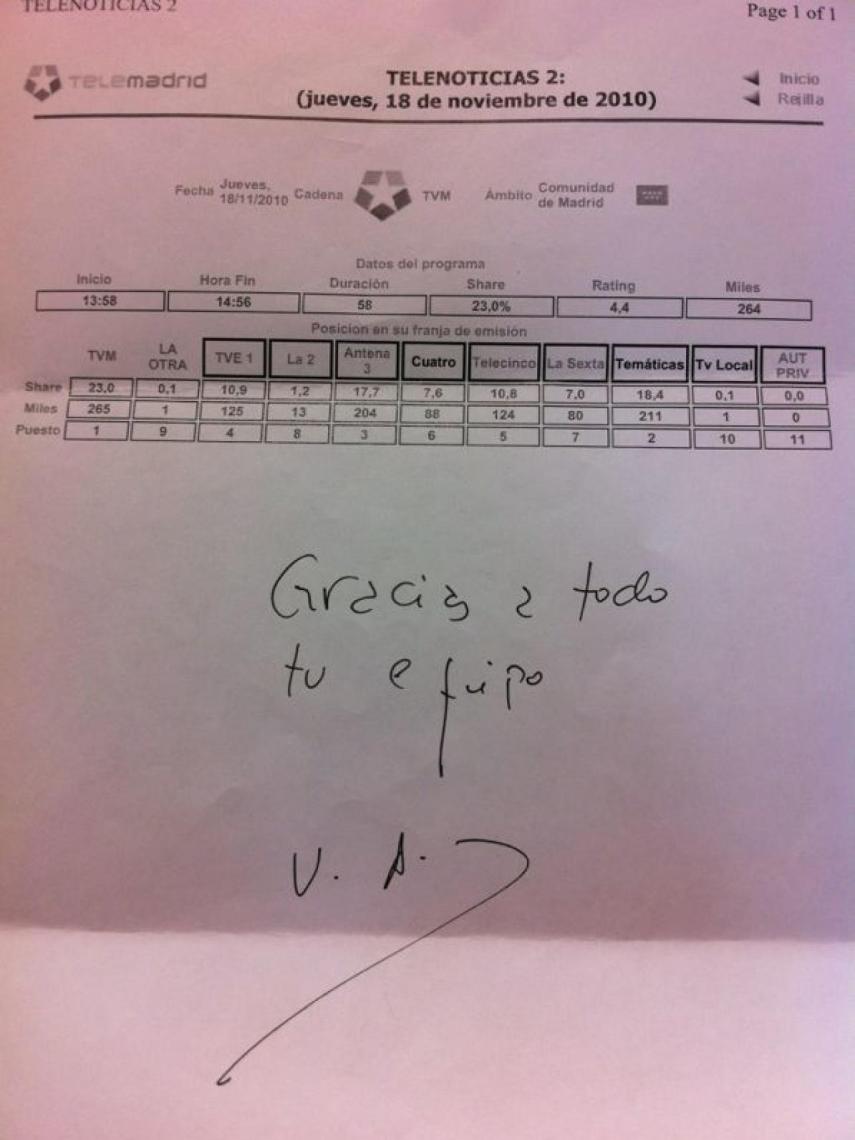 TELENOTICIAS 2
Page 1 of 1
TELEMADRID
TELENOTICIAS 2:
(jueves, 18 de noviembre de 2010)
Inicio
Rejilla
Fecha Jueves, 18/11/2010 Cadena TVM Ámbito Comunidad de Madrid
Datos del programa
Inicio Hora Fin Duración Share Rating Miles
13:58 14:56 58 23,0% 4,4 264
Posicion en su franja de emisión
TVM LA OTRA TVE 1 La 2 Antena 3 Cuatro Telecinco La Sexta Temáticas Tv Local AUT PRIV
Share 23,0 0,1 10,9 1,2 17,7 7,6 10,8 7,0 18,4 0,1 0,0
Miles 265 1 125 13 204 88 124 80 211 1 0
Puesto 1 9 4 8 3 6 5 7 2 10 11
Gracias a todo
tu equipo
V. A.